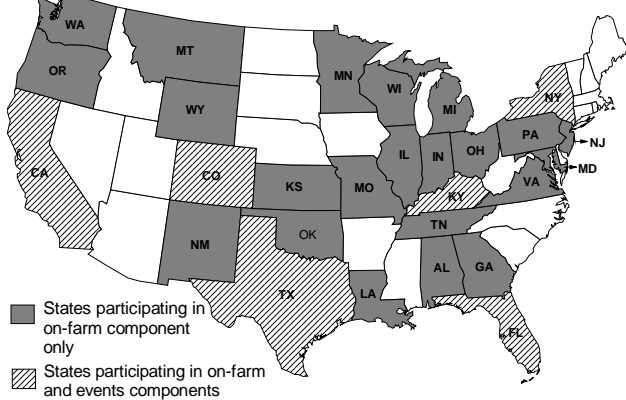 WA
MT
OR
MN
WI
NY
WY
MI
PA
NJ
IL
IN
OH
MD
CA
CO
KS
MO
VA
KY
TN
OK
NM
AL
GA
TX
LA
FL
States participating in
on-farm component
only
States participating in on-farm
and events components